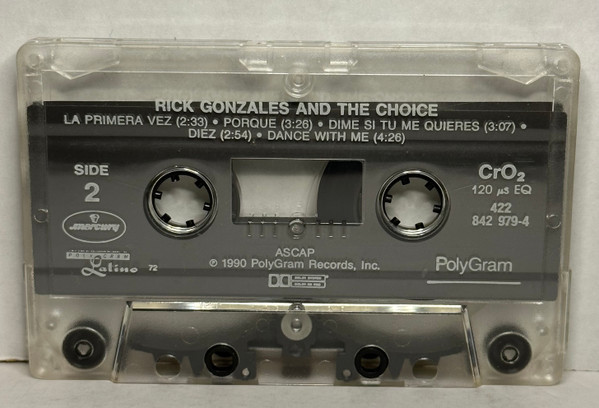 RICK GONZALES AND THE CHOICE
LA PRIMERA VEZ (2:33) • PORQUE (3:26) • DIME SI TU ME QUIERES (3:07) •
DIEZ (2:54) • DANCE WITH ME (4:26)
SIDE
2
CrO₂
120 µs EQ
422
842 979-4
mercury
POLYGRAM
Latino
72
ASCAP
℗ 1990 PolyGram Records, Inc.
PolyGram